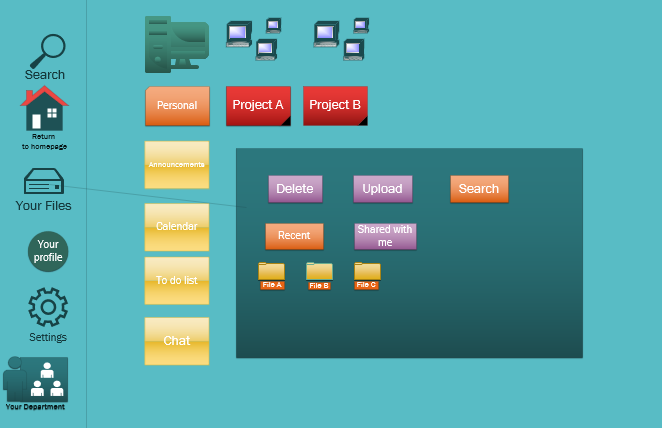 Search
Return
to homepage
Your Files
Your
profile
Settings
Your Department
Personal
Project A
Project B
Announcements
Calendar
To do list
Chat
Delete
Upload
Search
Recent
Shared with
me
File A
File B
File C